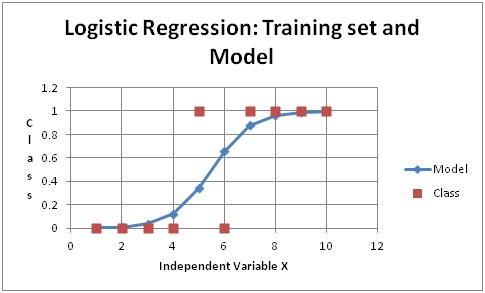 Logistic Regression: Training set and
Model
1.2
1
0.8
0.6
0.4
0.2
0
Class
0 2 4 6 8 10 12
Independent Variable X
Model
Class